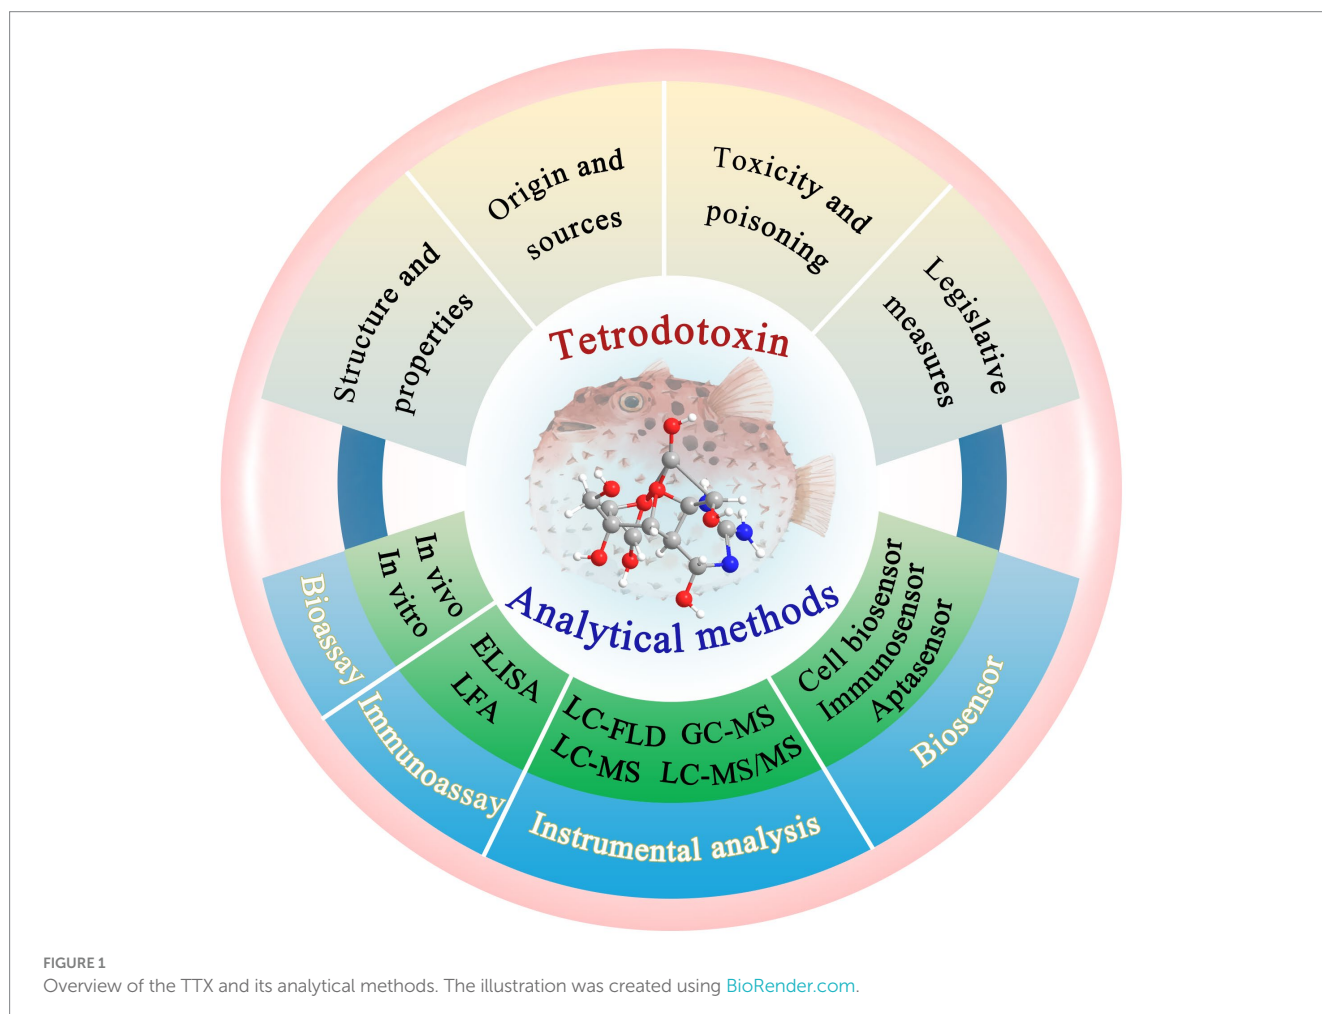 Structure and
properties
Origin and
sources
Toxicity and
poisoning
Legislative
measures
Tetrodotoxin
Analytical methods
In vivo
In vitro
Bioassay
ELISA
LFA
Immunoassay
LC-FLD GC-MS
LC-MS LC-MS/MS
Instrumental analysis
Cell biosensor
Immunosensor
Aptasensor
Biosensor
FIGURE 1
Overview of the TTX and its analytical methods. The illustration was created using BioRender.com.